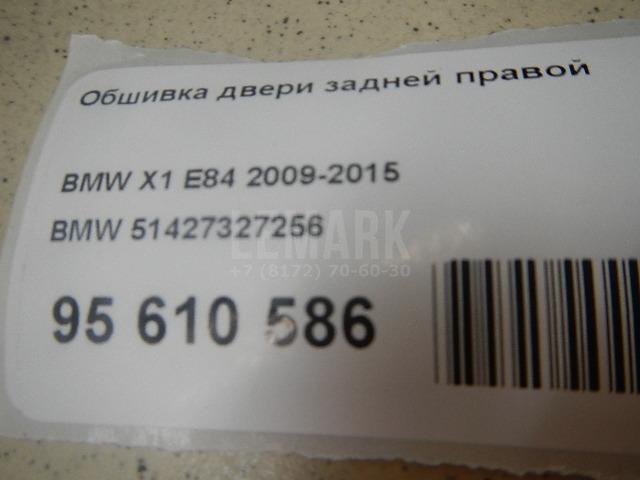 Обшивка двери задней правой
BMW X1 E84 2009-2015
BMW 51427327256
ELMARK
+7 (8172) 70-60-30
95 610 586